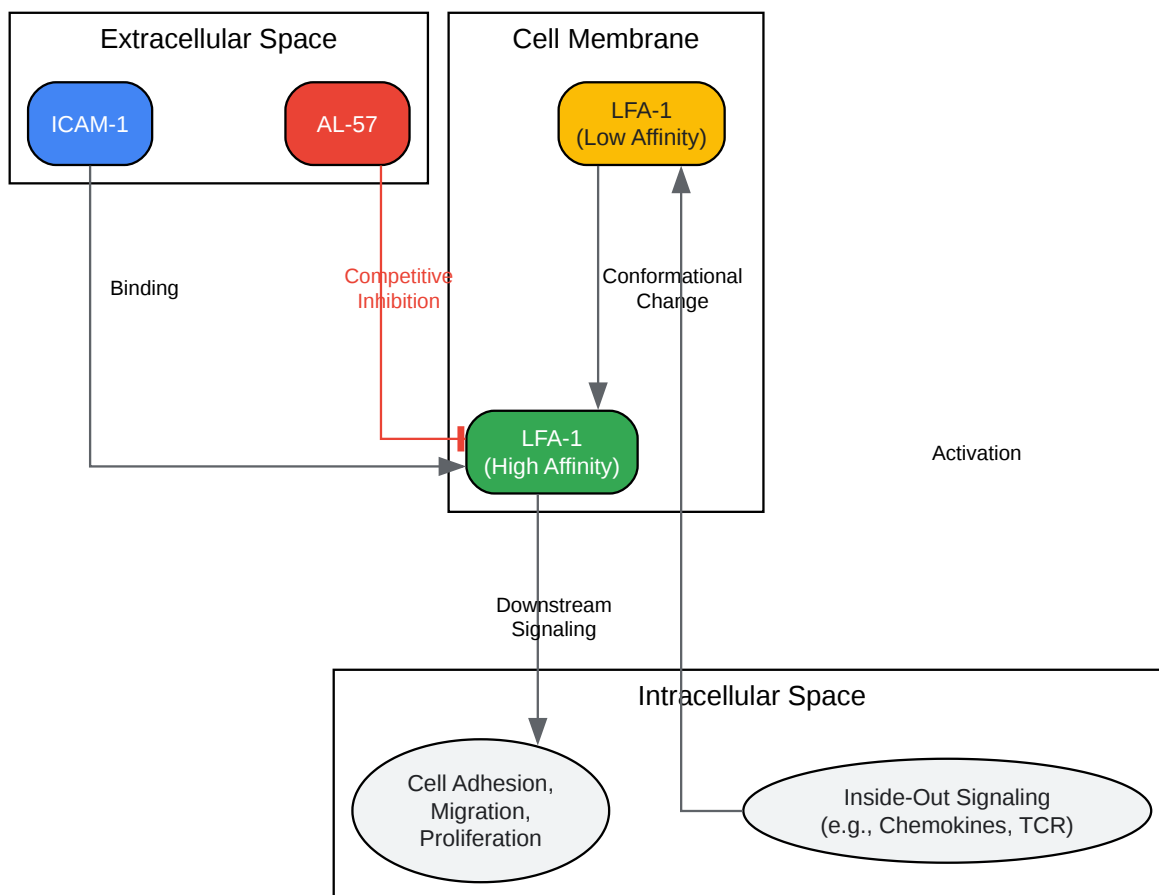 Extracellular Space
Cell Membrane
ICAM-1
AL-57
LFA-1
(Low Affinity)
Binding
Competitive
Inhibition
Conformational
Change
LFA-1
(High Affinity)
Activation
Downstream
Signaling
Intracellular Space
Cell Adhesion,
Migration,
Proliferation
Inside-Out Signaling
(e.g., Chemokines, TCR)